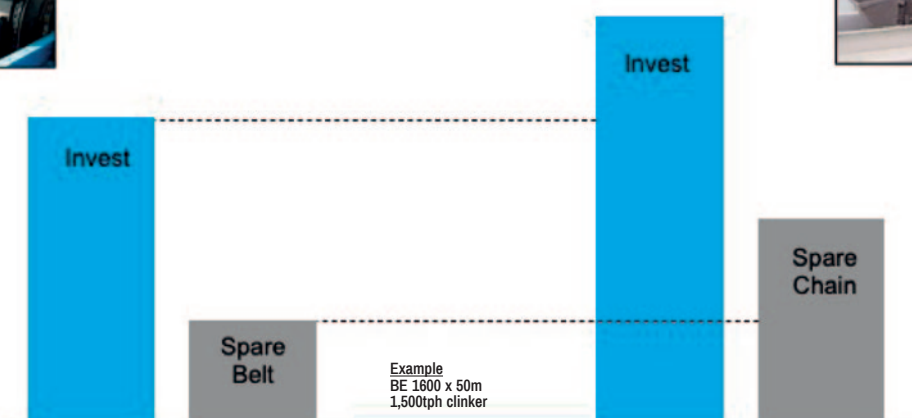 Invest
Invest
Spare
Chain
Spare
Belt
Example
BE 1600 x 50m
1,500tph clinker